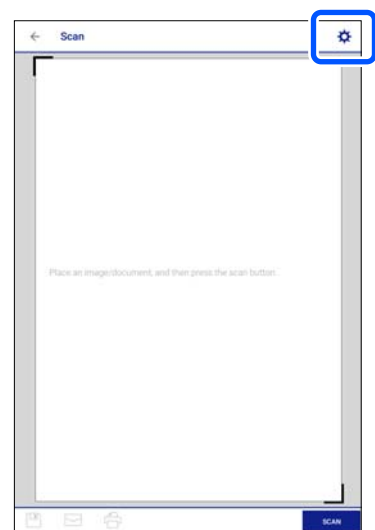 Scan
Place an image/document, and then press the scan button.
SCAN